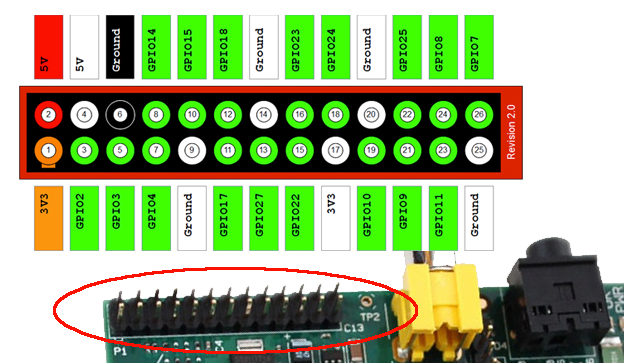 5V 5V Ground GPIO14 GPIO15 GPIO18 Ground GPIO23 GPIO24 Ground GPIO25 GPIO8 GPIO7
2 4 6 8 10 12 14 16 18 20 22 24 26
1 3 5 7 9 11 13 15 17 19 21 23 25
Revision 2.0
3V3 GPIO2 GPIO3 GPIO4 Ground GPIO17 GPIO27 GPIO22 3V3 GPIO10 GPIO9 GPIO11 Ground
TP2
C13
P1
PWR